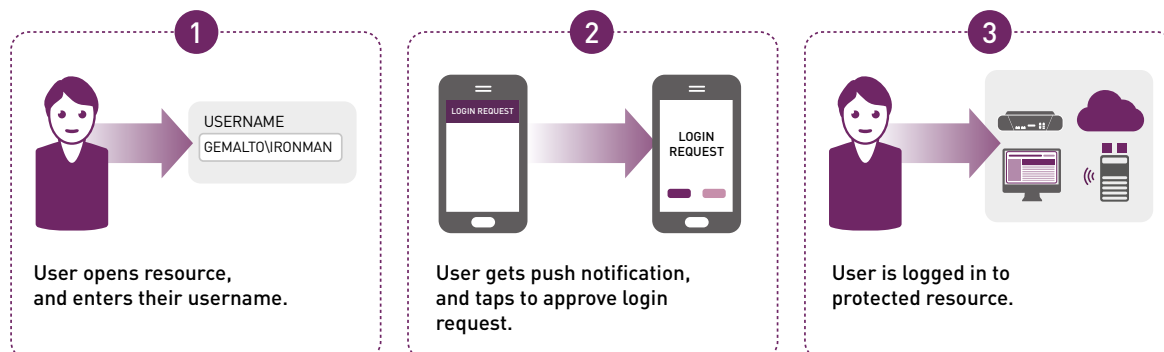 1
USERNAME
GEMALTO\IRONMAN
User opens resource,
and enters their username.
2
LOGIN REQUEST
LOGIN
REQUEST
User gets push notification,
and taps to approve login
request.
3
User is logged in to
protected resource.